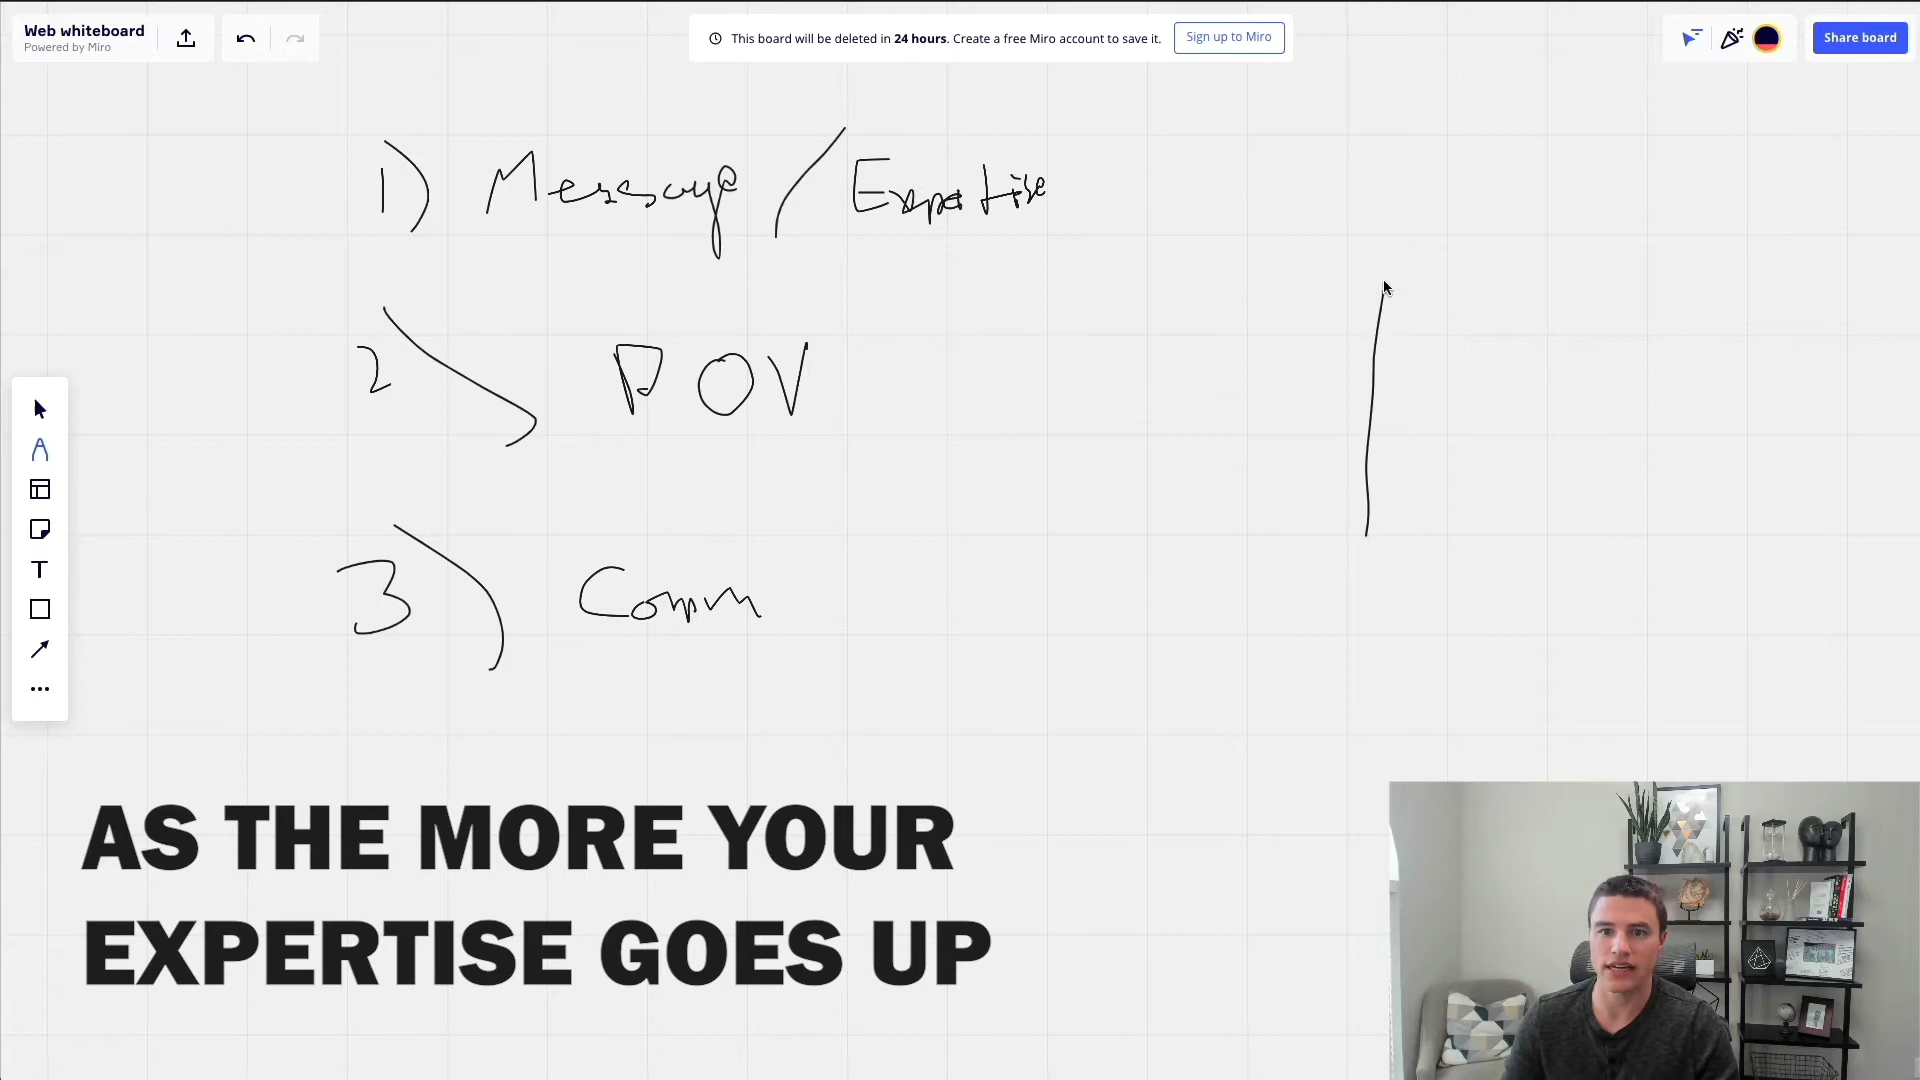 Web whiteboard
Powered by Miro
This board will be deleted in 24 hours. Create a free Miro account to save it.
Sign up to Miro
Share board
1) Message / Expertise
2) POV
3) Comm
T
AS THE MORE YOUR
EXPERTISE GOES UP